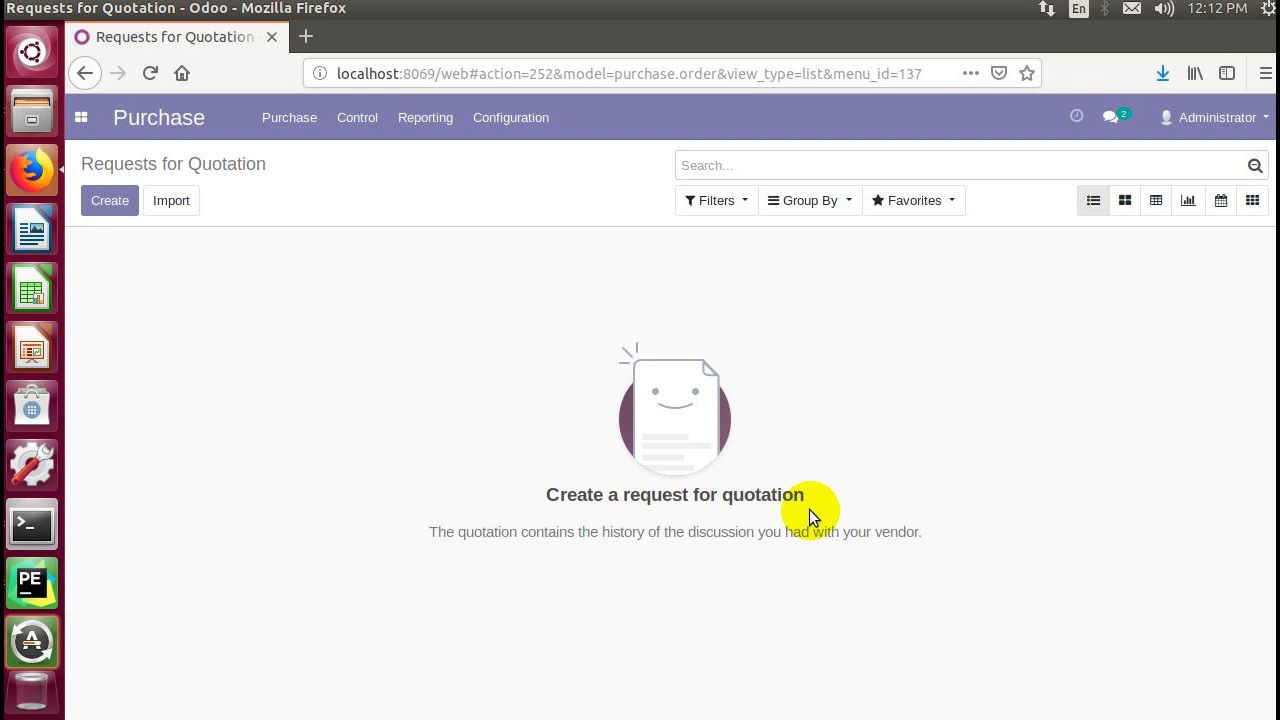 Requests for Quotation - Odoo - Mozilla Firefox
En
12:12 PM
Requests for Quotation
localhost:8069/web#action=252&model=purchase.order&view_type=list&menu_id=137
Purchase
Purchase
Control
Reporting
Configuration
2
Administrator
Requests for Quotation
Search...
Create
Import
Filters
Group By
Favorites
Create a request for quotation
The quotation contains the history of the discussion you had with your vendor.
>_
PE
A